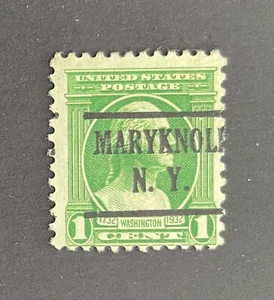 UNITED STATES
POSTAGE
MARYKNOLL
N. Y.
1732 WASHINGTON 1932
1 CENT 1